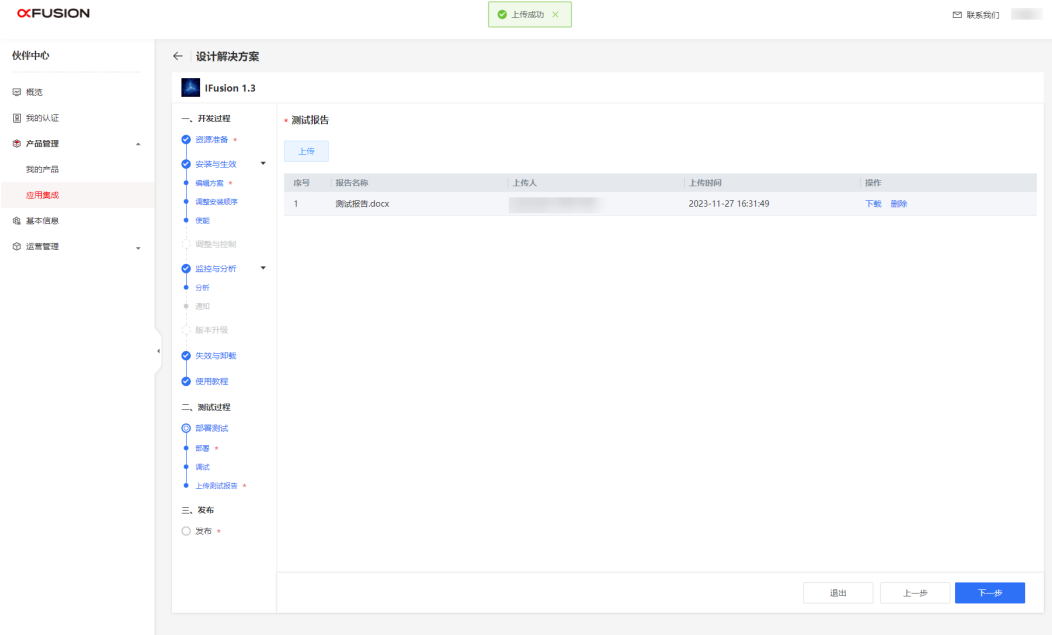 XFUSION
上传成功
联系我们
伙伴中心
概览
我的认证
产品管理
我的产品
应用集成
基本信息
运营管理
设计解决方案
IFusion 1.3
一、开发过程
资源准备 *
安装与生效
编辑方案 *
调整安装顺序
使能
调整与控制
监控与分析
分析
通知
版本升级
失效与卸载
使用教程
二、测试过程
部署测试
部署 *
调试
上传测试报告 *
三、发布
发布 *
* 测试报告
上传
序号 报告名称 上传人 上传时间 操作
1 测试报告.docx 2023-11-27 16:31:49 下载 删除
退出 上一步 下一步